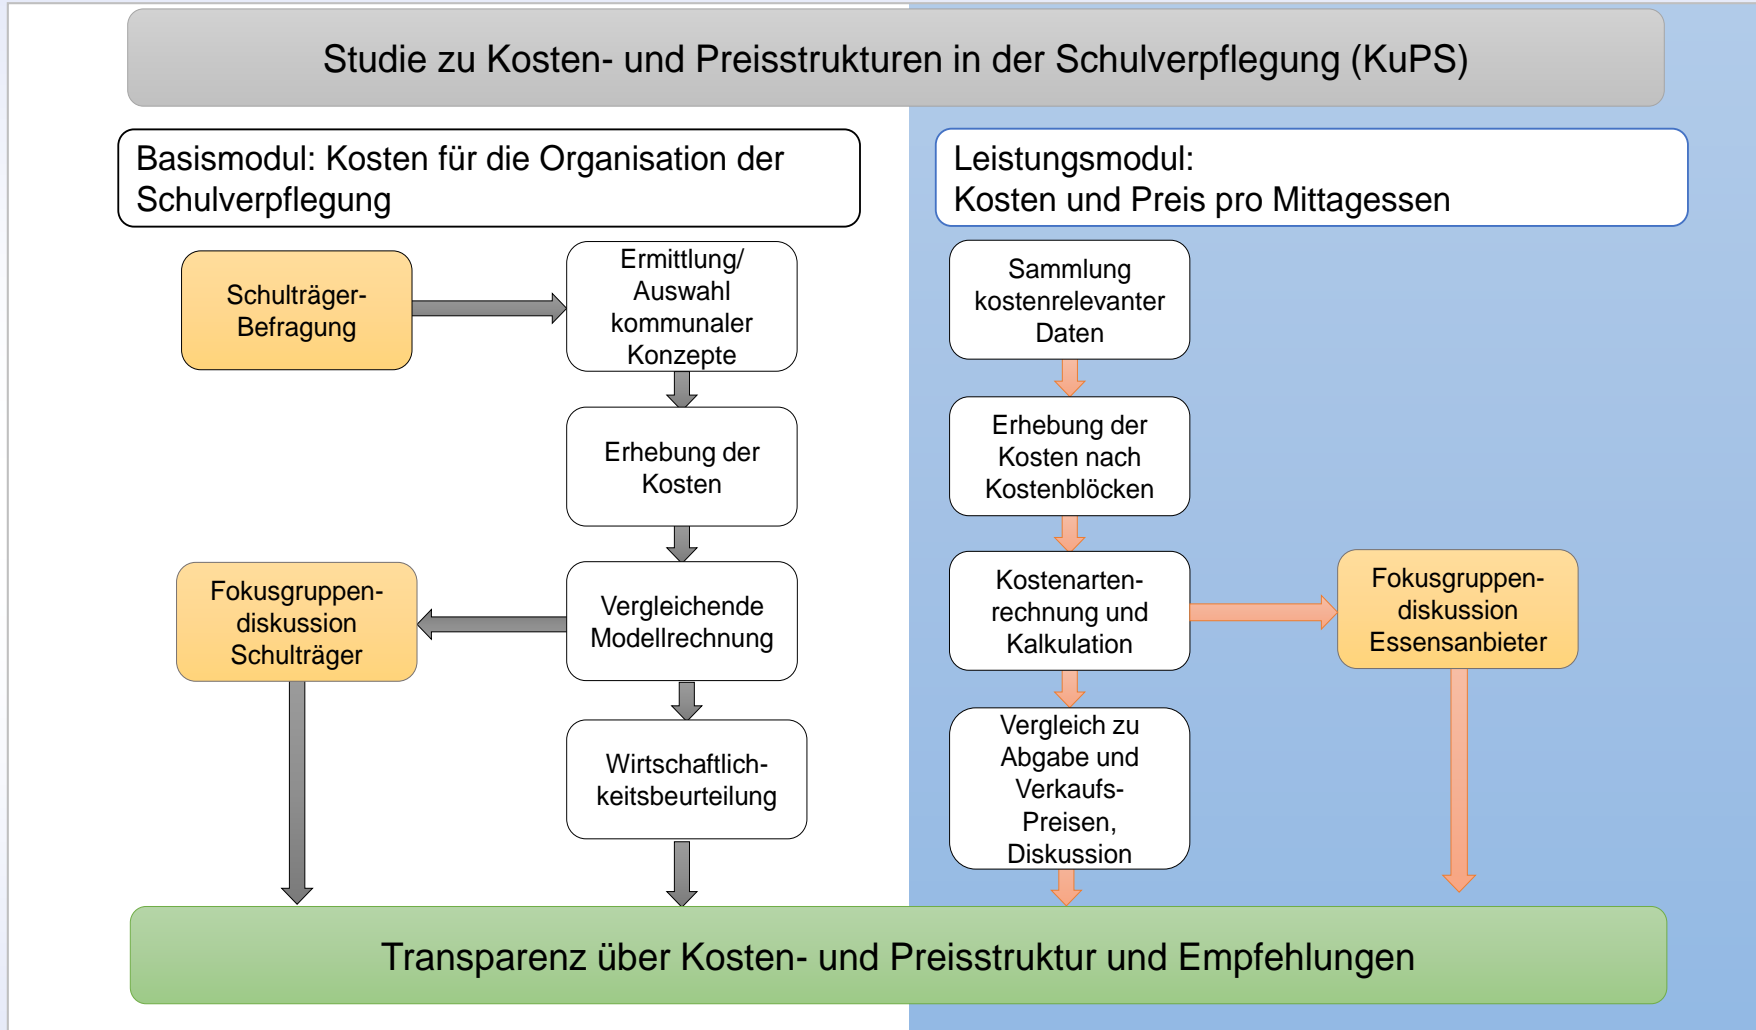 Studie zu Kosten- und Preisstrukturen in der Schulverpflegung (KuPS)
Basismodul: Kosten für die Organisation der
Schulverpflegung
Schulträger-
Befragung
Ermittlung/
Auswahl
kommunaler
Konzepte
Erhebung der
Kosten
Vergleichende
Modellrechnung
Fokusgruppen-
diskussion
Schulträger
Wirtschaftlich-
keitsbeurteilung
Leistungsmodul:
Kosten und Preis pro Mittagessen
Sammlung
kostenrelevanter
Daten
Erhebung der
Kosten nach
Kostenblöcken
Kostenarten-
rechnung und
Kalkulation
Fokusgruppen-
diskussion
Essensanbieter
Vergleich zu
Abgabe und
Verkaufs-
Preisen,
Diskussion
Transparenz über Kosten- und Preisstruktur und Empfehlungen